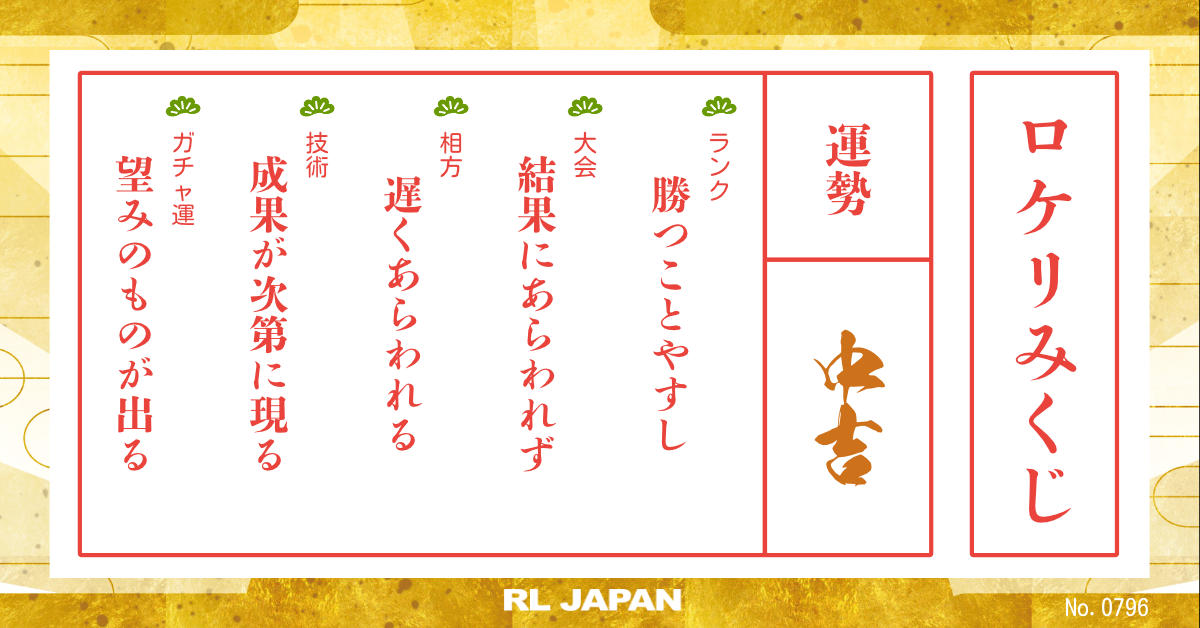 ロケリみくじ
運勢
中吉
ランク
勝つことやすし
大会
結果にあらわれず
相方
遅くあらわれる
技術
成果が次第に現る
ガチャ運
望みのものが出る
RL JAPAN
No. 0796